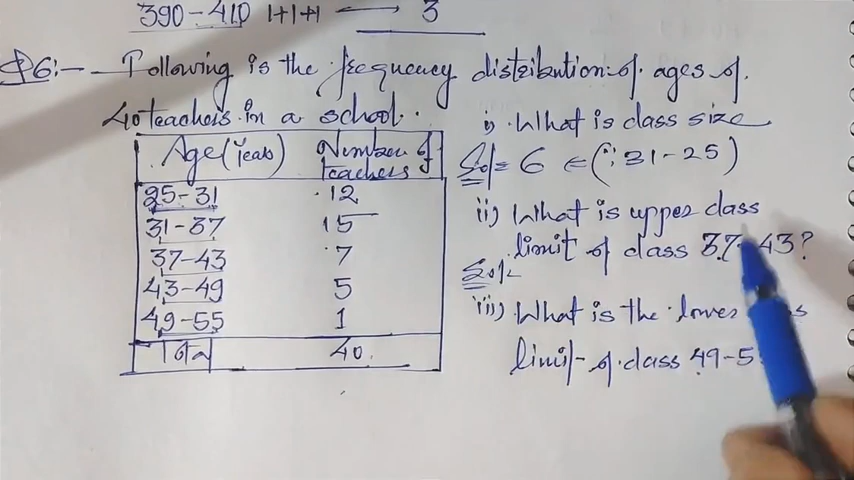 390-410 1+1+1 → 3
Q6:- Following is the frequency distribution of ages of
40 teachers in a school.
Age (Years) Number of teachers
25-31 12
31-37 15
37-43 7
43-49 5
49-55 1
Total 40
i) What is class size
Sol= 6 ∈ (∵ 31-25)
ii) What is upper class
limit of class 37-43?
Sol:-
iii) What is the lower
limit of class 49-5